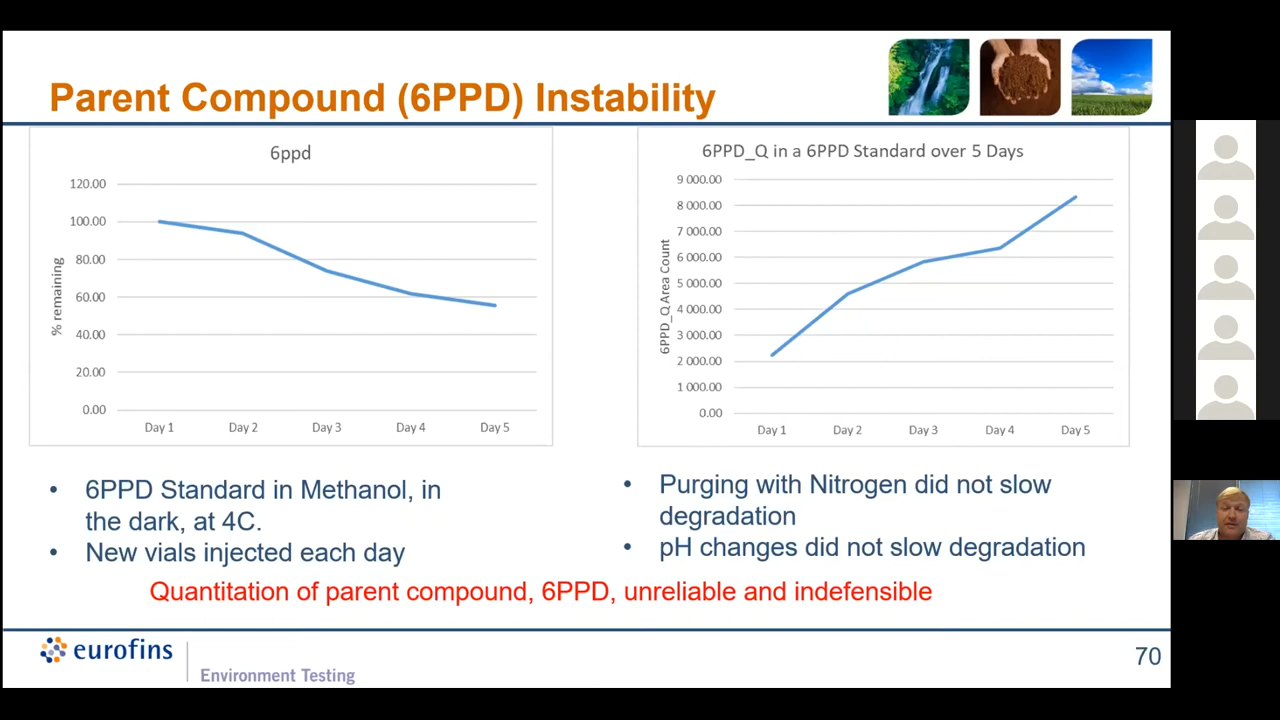 Parent Compound (6PPD) Instability
6ppd
120.00
100.00
80.00
60.00
40.00
20.00
0.00
% remaining
Day 1 Day 2 Day 3 Day 4 Day 5
6PPD_Q in a 6PPD Standard over 5 Days
9 000.00
8 000.00
7 000.00
6 000.00
5 000.00
4 000.00
3 000.00
2 000.00
1 000.00
0.00
6PPD_Q Area Count
Day 1 Day 2 Day 3 Day 4 Day 5
• 6PPD Standard in Methanol, in
the dark, at 4C.
• New vials injected each day
• Purging with Nitrogen did not slow
degradation
• pH changes did not slow degradation
Quantitation of parent compound, 6PPD, unreliable and indefensible
eurofins
Environment Testing
70